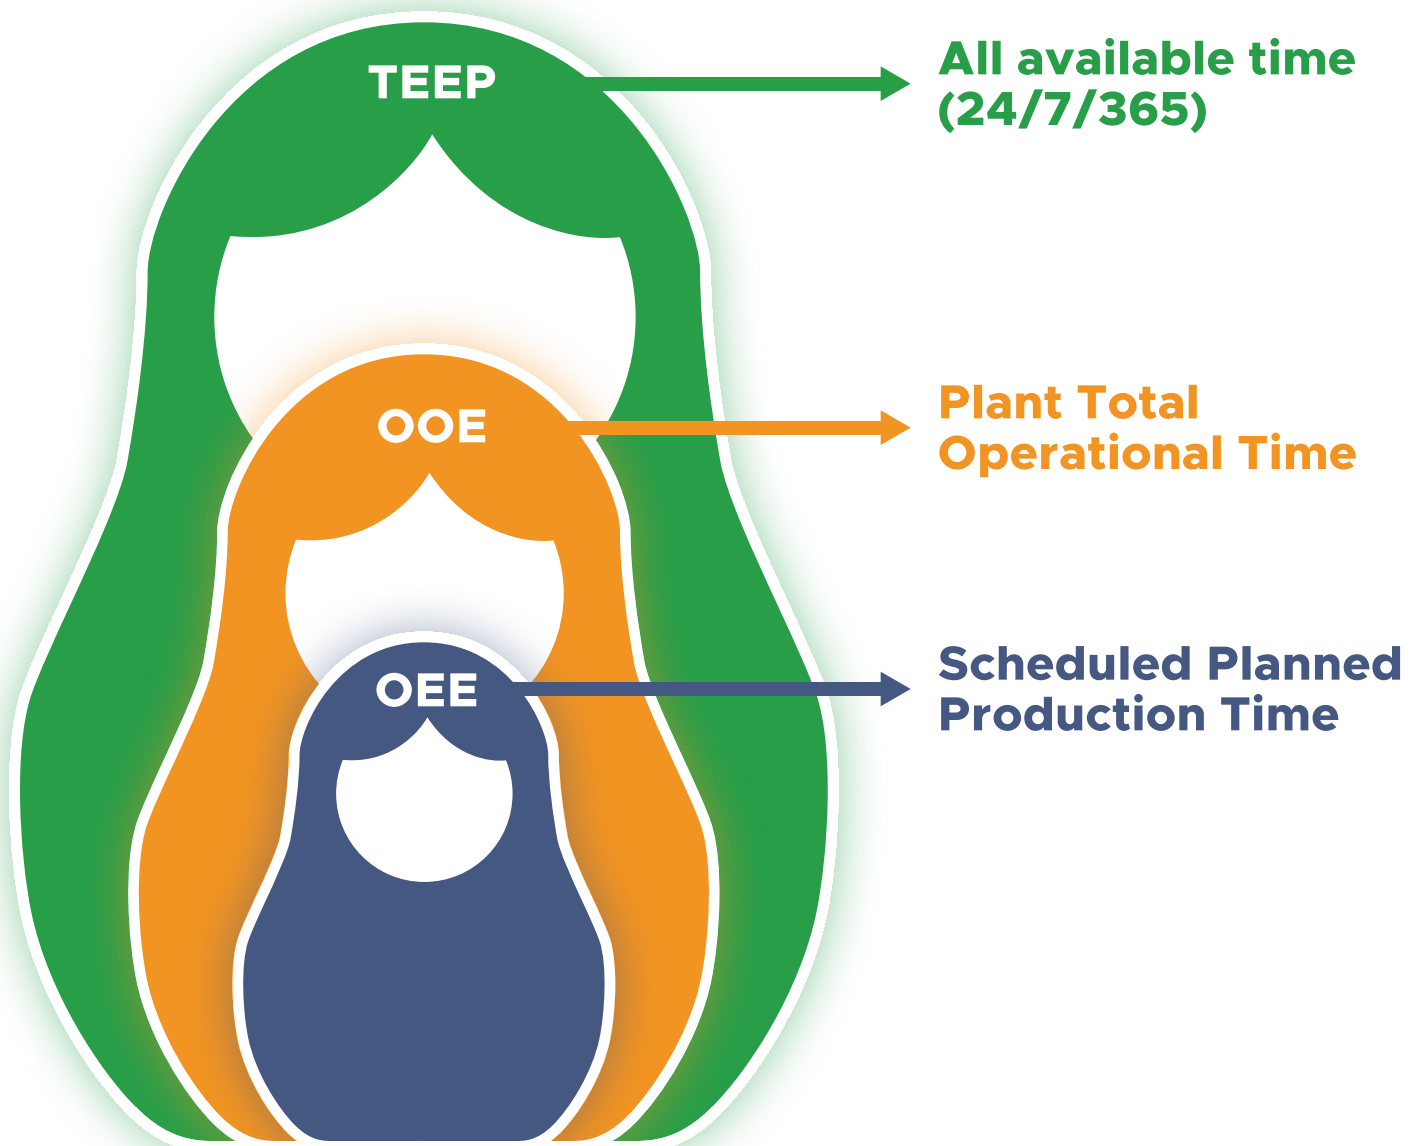 TEEP
All available time
(24/7/365)
OOE
Plant Total
Operational Time
OEE
Scheduled Planned
Production Time